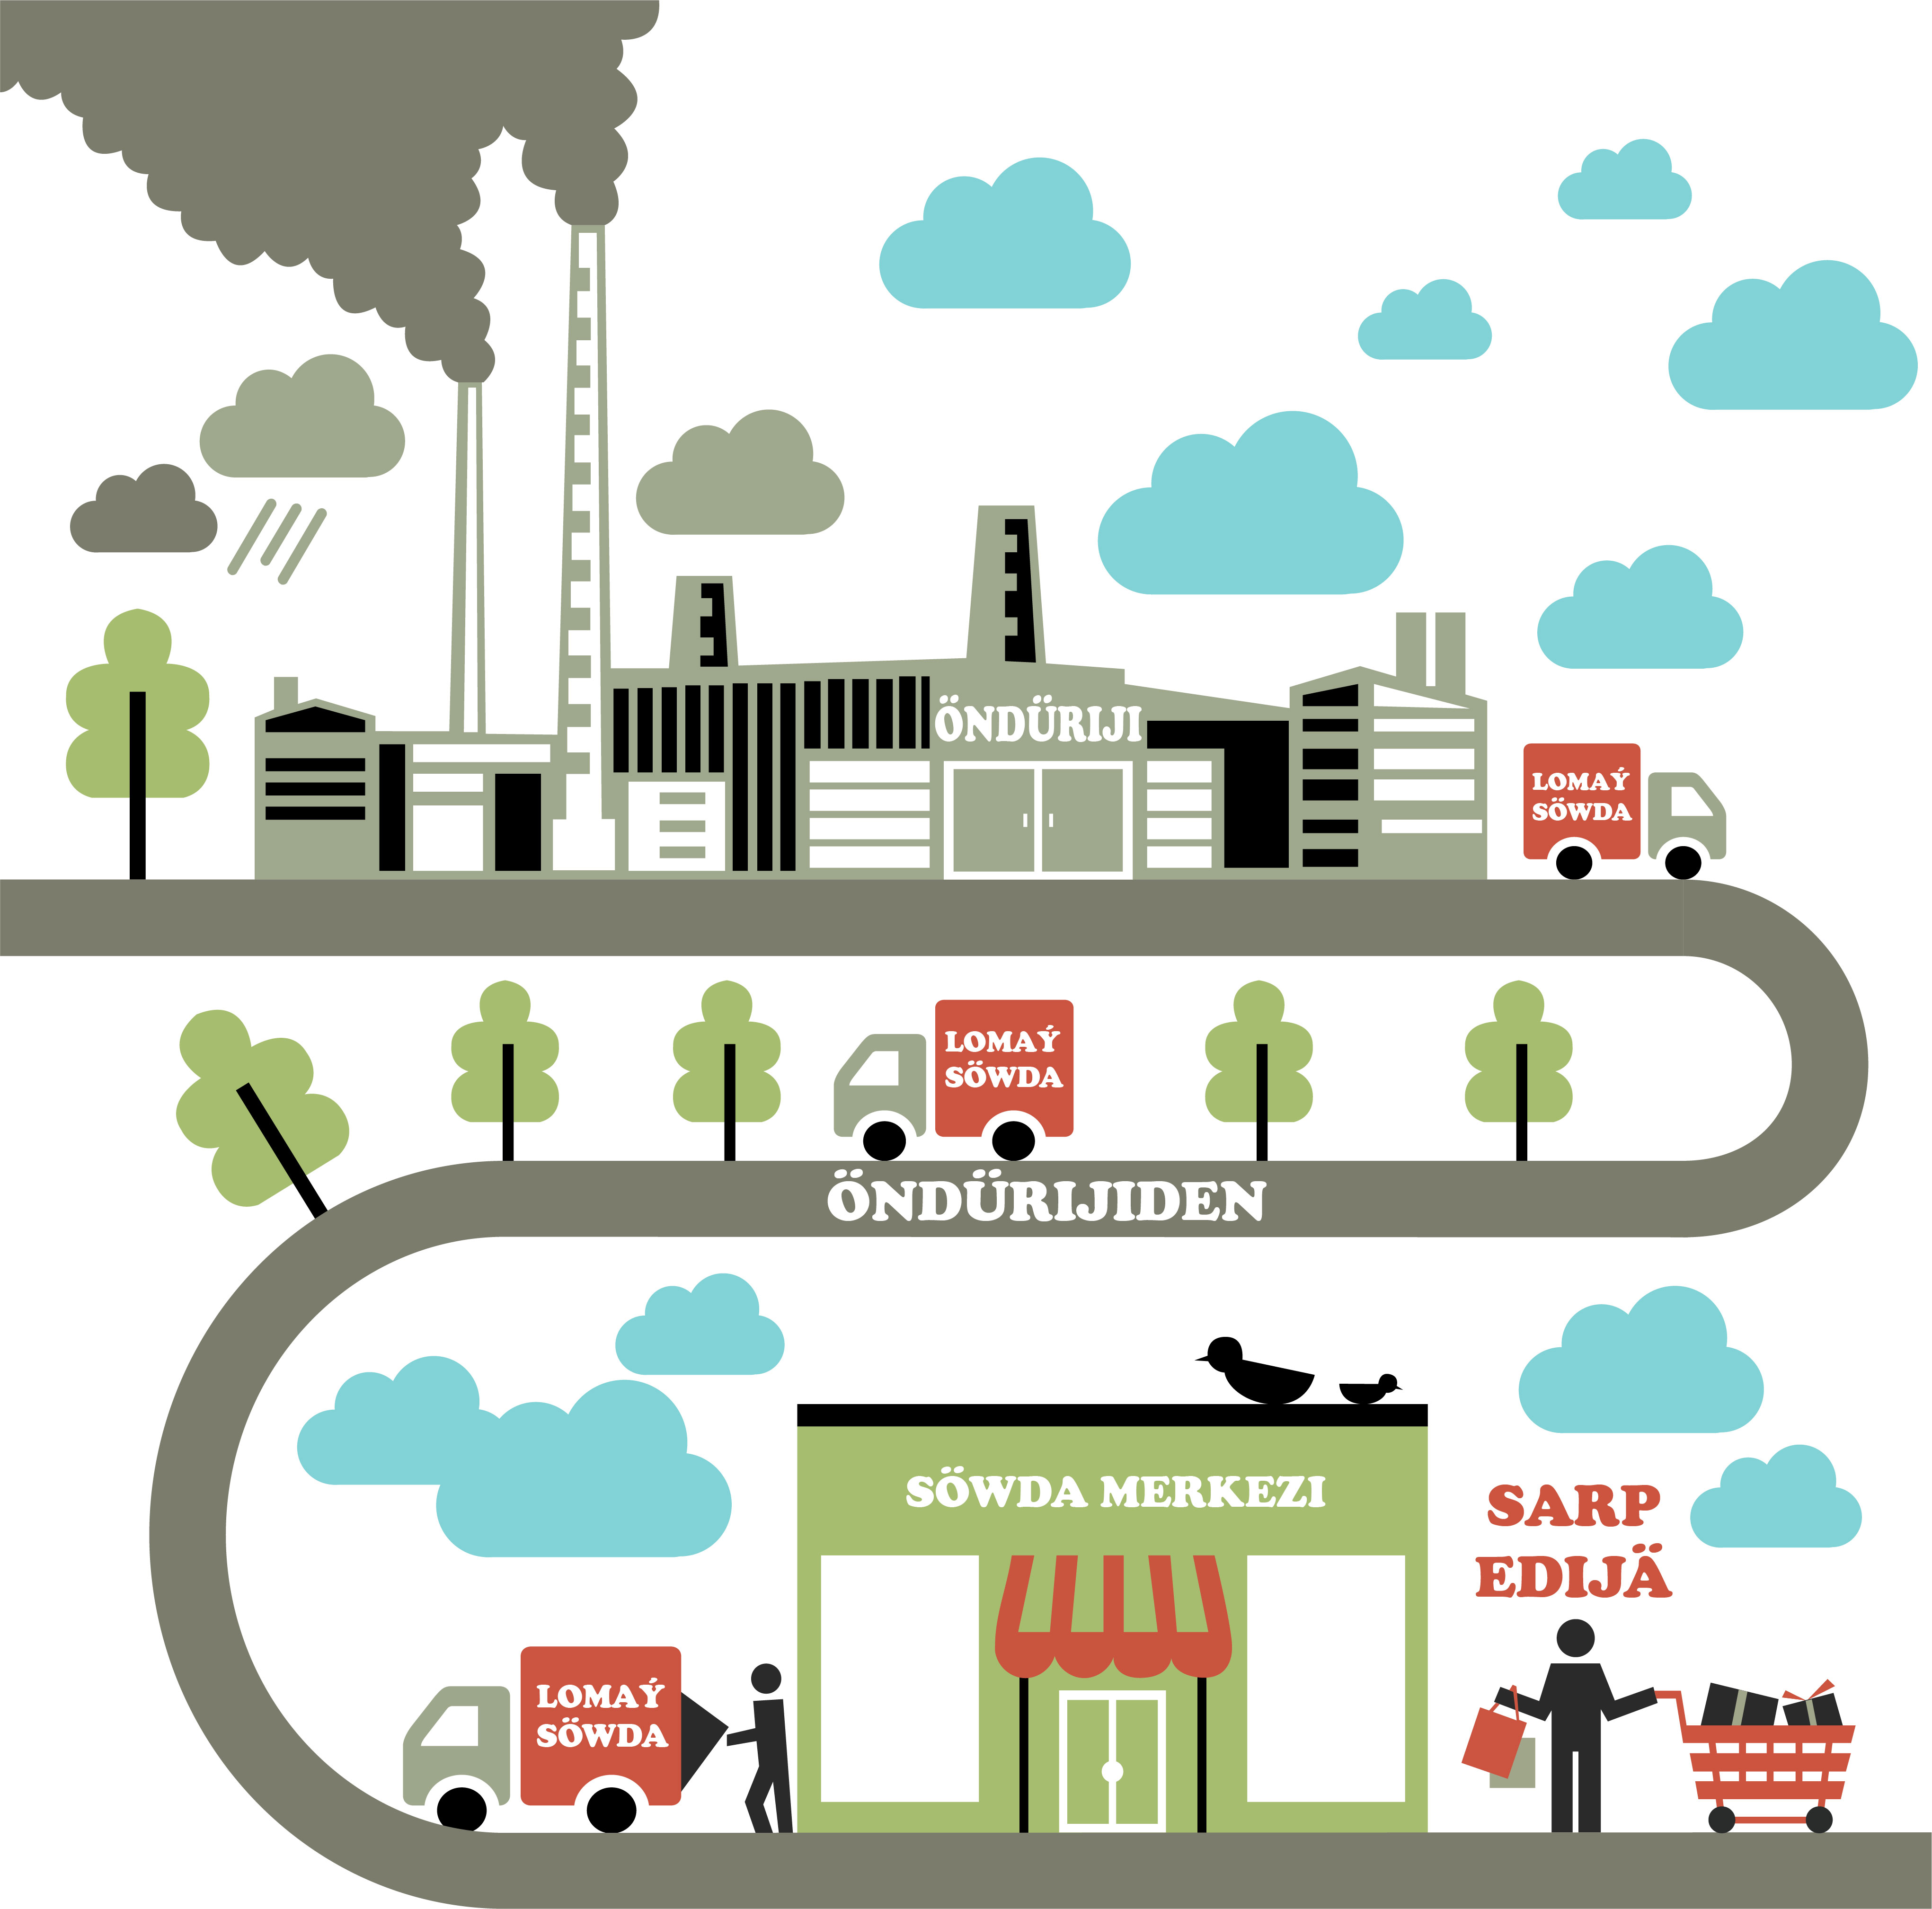 ÖNDÜRIJI
LOMAÝ
SÖWDA
LOMAÝ
SÖWDA
ÖNDÜRIJIDEN
SÖWDA MERKEZI
SARP
EDIJÄ
LOMAÝ
SÖWDA